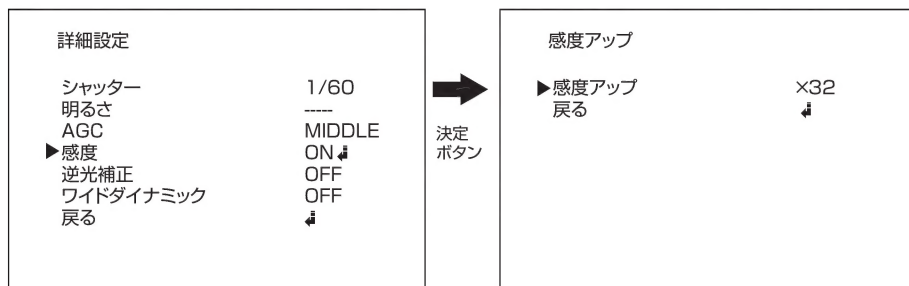 詳細設定
シャッター 1/60
明るさ -----
AGC MIDDLE
▶感度 ON↲
逆光補正 OFF
ワイドダイナミック OFF
戻る ↲
決定
ボタン
感度アップ
▶感度アップ ×32
戻る ↲